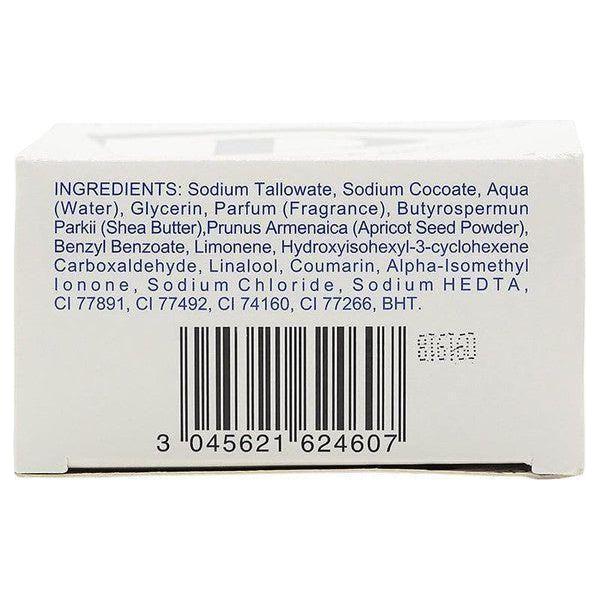 INGREDIENTS: Sodium Tallowate, Sodium Cocoate, Aqua
(Water), Glycerin, Parfum (Fragrance), Butyrospermun
Parkii (Shea Butter),Prunus Armenaica (Apricot Seed Powder),
Benzyl Benzoate, Limonene, Hydroxyisohexyl-3-cyclohexene
Carboxaldehyde, Linalool, Coumarin, Alpha-Isomethyl
Ionone, Sodium Chloride, Sodium HEDTA,
CI 77891, CI 77492, CI 74160, CI 77266, BHT.
3 045621 624607